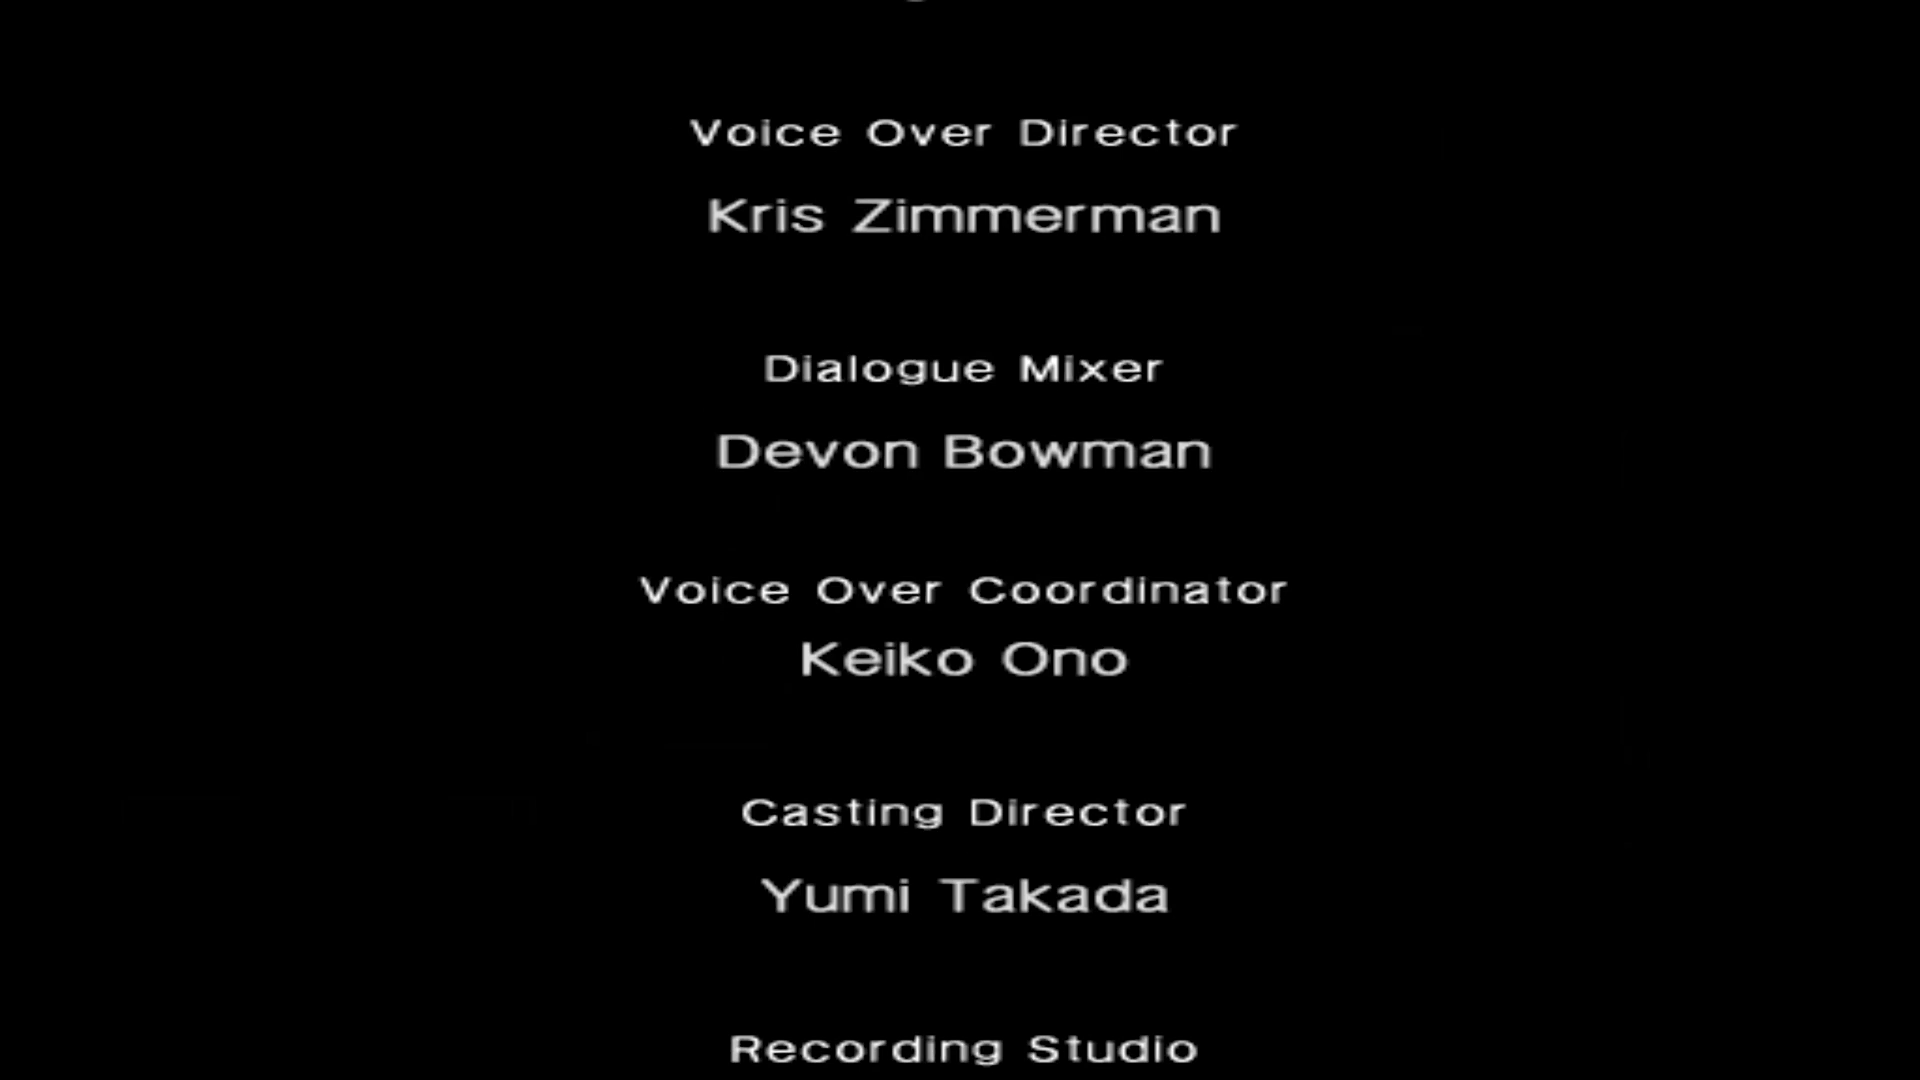 Voice Over Director
Kris Zimmerman
Dialogue Mixer
Devon Bowman
Voice Over Coordinator
Keiko Ono
Casting Director
Yumi Takada
Recording Studio